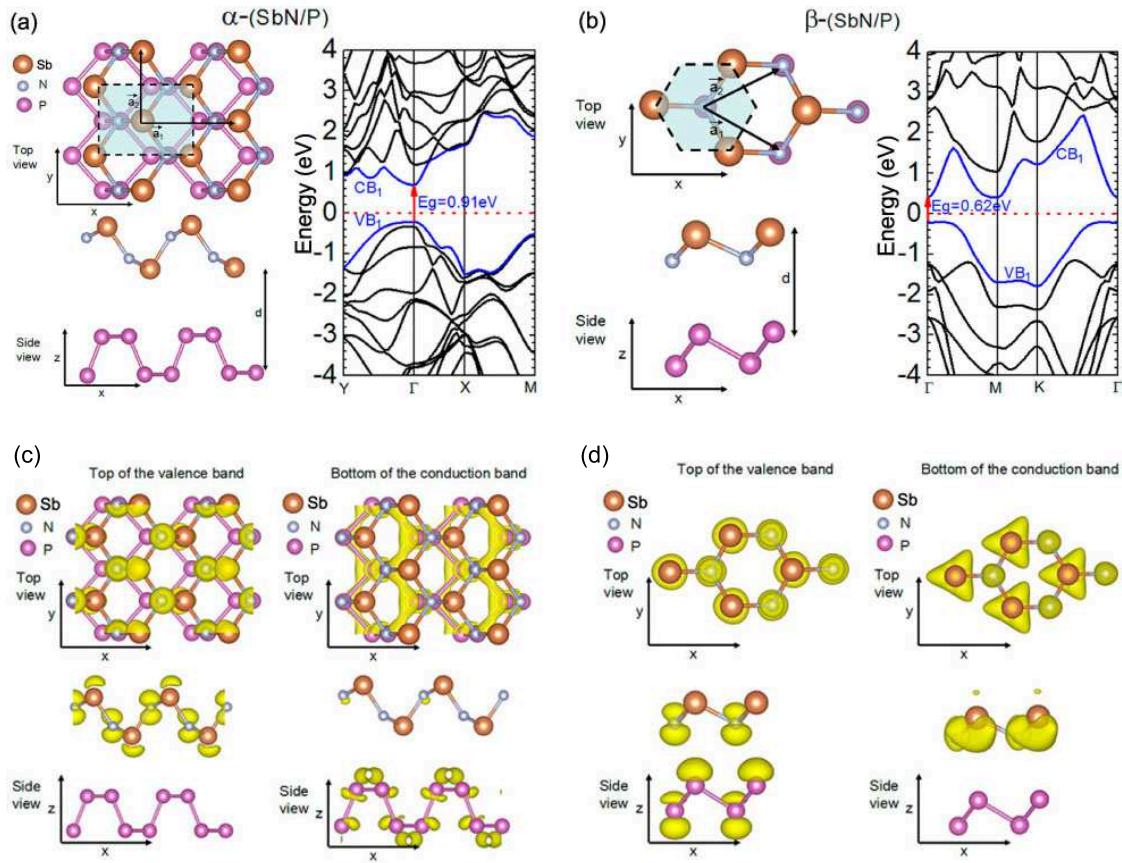 (a)
α-(SbN/P)
Sb
N
P
a₂
a₁
Top
view
y
x
d
Side
view
z
x
Energy (eV)
4
3
2
1
0
-1
-2
-3
-4
CB₁
Eg=0.91eV
VB₁
Y
Γ
X
M
(b)
β-(SbN/P)
Sb
N
P
Top
view
y
x
a₂
a₁
d
Side
view
z
x
Energy (eV)
4
3
2
1
0
-1
-2
-3
-4
CB₁
Eg=0.62eV
VB₁
Γ
M
K
Γ
(c)
Top of the valence band
Sb
N
P
Top
view
y
x
Side
view
z
x
Bottom of the conduction band
Sb
N
P
Top
view
y
x
Side
view
z
x
(d)
Top of the valence band
Sb
N
P
Top
view
y
x
Side
view
z
x
Bottom of the conduction band
Sb
N
P
Top
view
y
x
Side
view
z
x